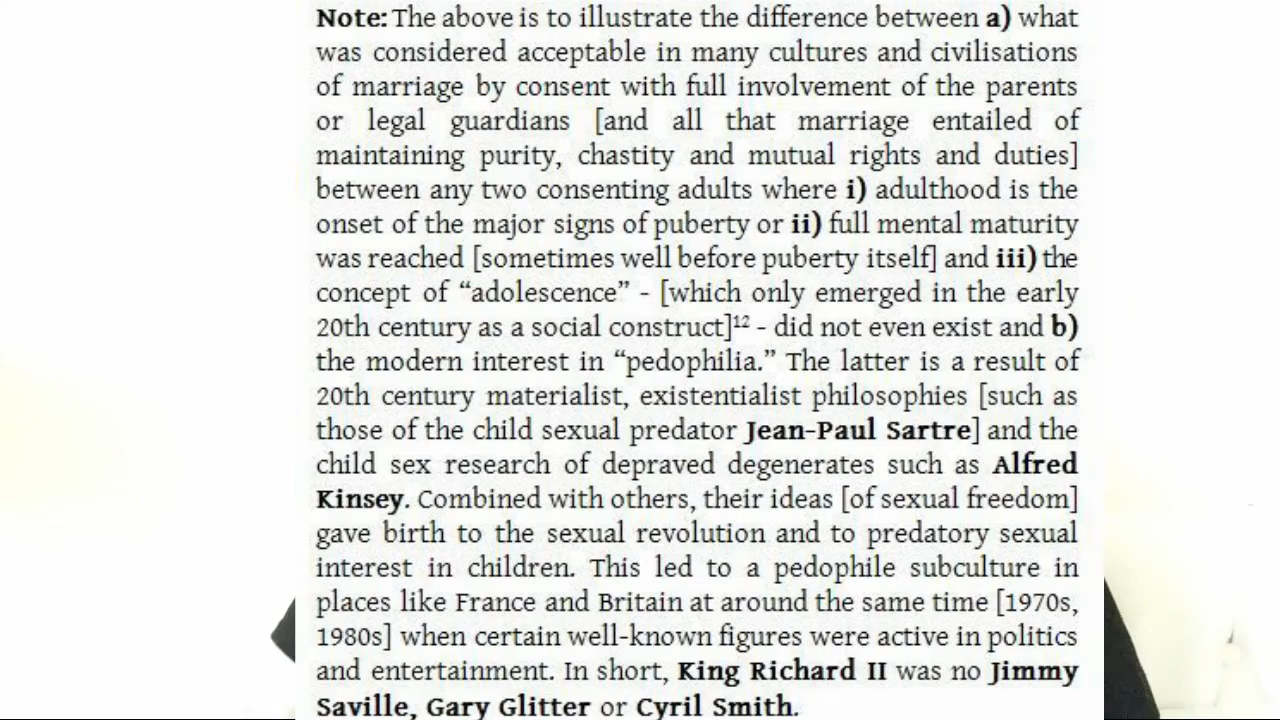 Note: The above is to illustrate the difference between a) what
was considered acceptable in many cultures and civilisations
of marriage by consent with full involvement of the parents
or legal guardians [and all that marriage entailed of
maintaining purity, chastity and mutual rights and duties]
between any two consenting adults where i) adulthood is the
onset of the major signs of puberty or ii) full mental maturity
was reached [sometimes well before puberty itself] and iii) the
concept of “adolescence” - [which only emerged in the early
20th century as a social construct]¹² - did not even exist and b)
the modern interest in “pedophilia.” The latter is a result of
20th century materialist, existentialist philosophies [such as
those of the child sexual predator Jean-Paul Sartre] and the
child sex research of depraved degenerates such as Alfred
Kinsey. Combined with others, their ideas [of sexual freedom]
gave birth to the sexual revolution and to predatory sexual
interest in children. This led to a pedophile subculture in
places like France and Britain at around the same time [1970s,
1980s] when certain well-known figures were active in politics
and entertainment. In short, King Richard II was no Jimmy
Saville, Gary Glitter or Cyril Smith.